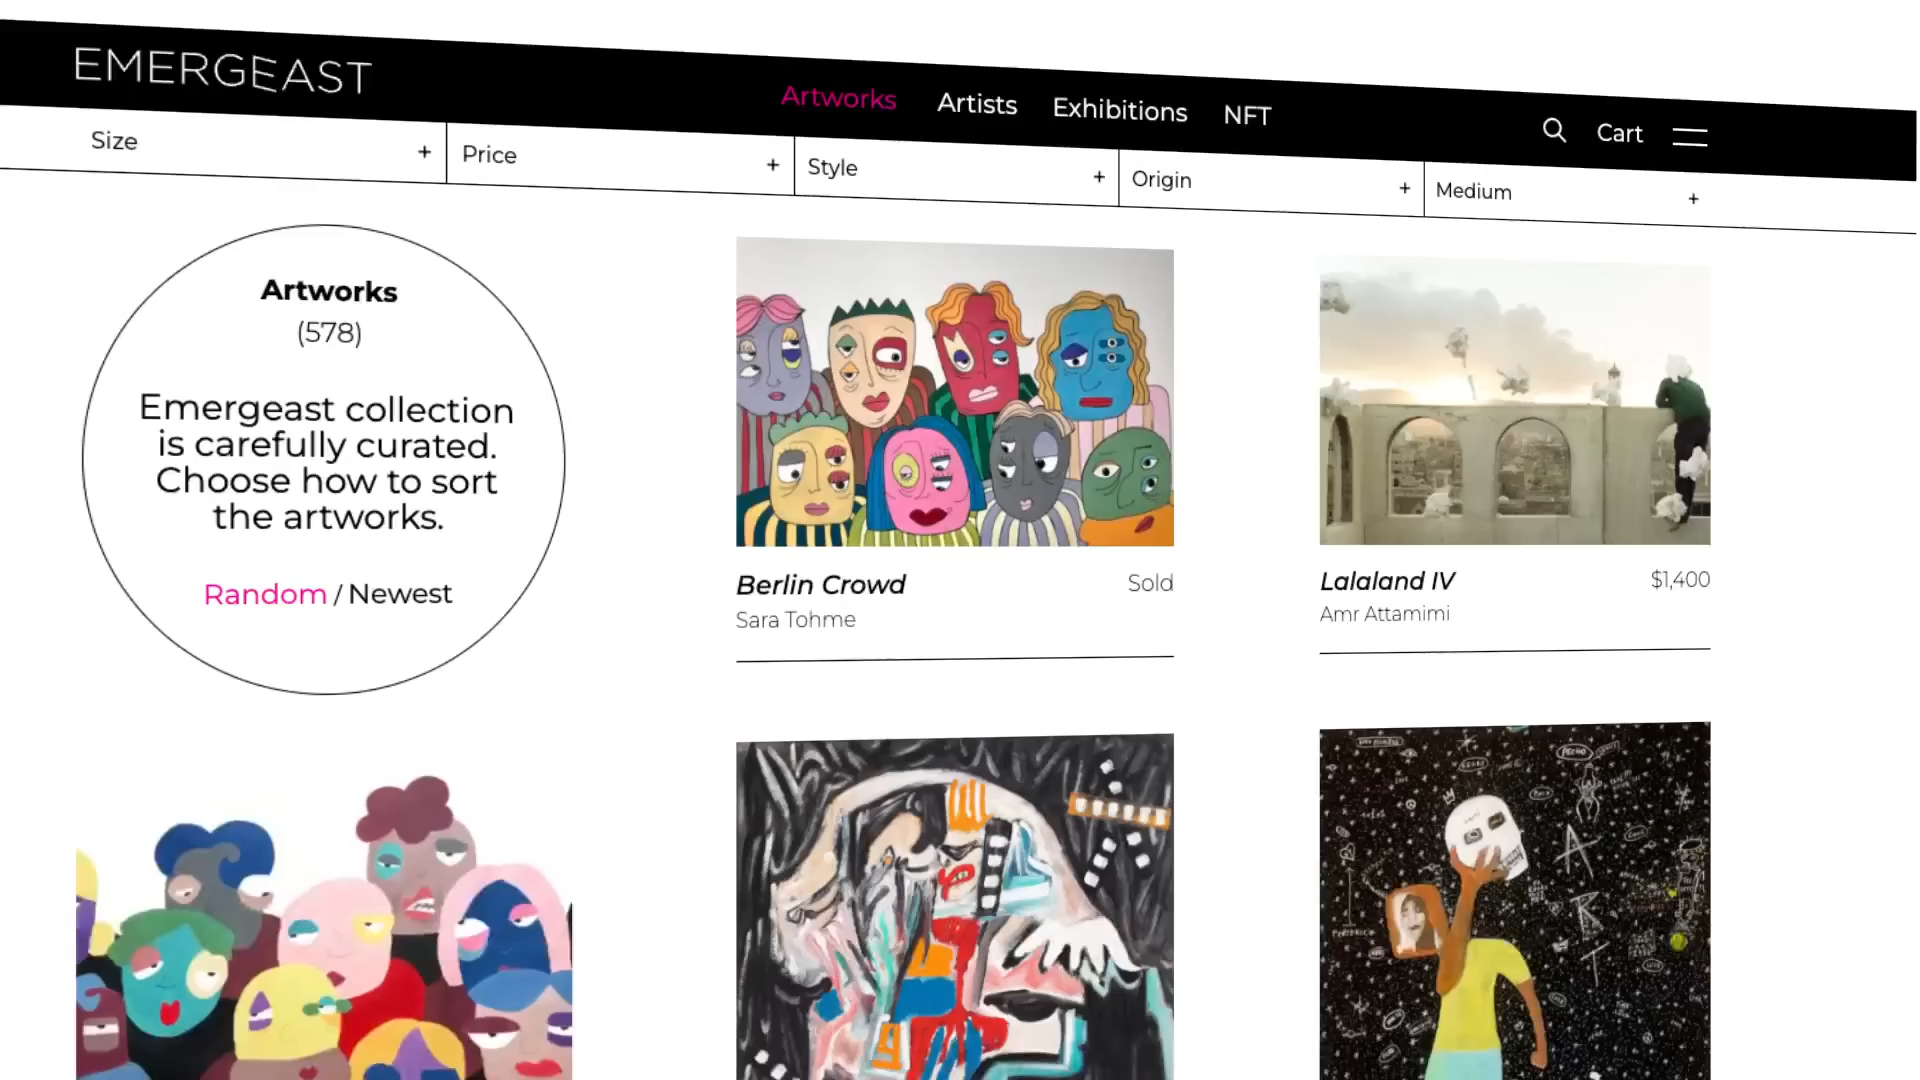 EMERGEAST
Artworks
Artists
Exhibitions
NFT
Cart
Size +
Price +
Style +
Origin +
Medium +
Artworks
(578)
Emergeast collection
is carefully curated.
Choose how to sort
the artworks.
Random / Newest
Berlin Crowd
Sold
Sara Tohme
Lalaland IV
$1,400
Amr Attamimi
A
R
T